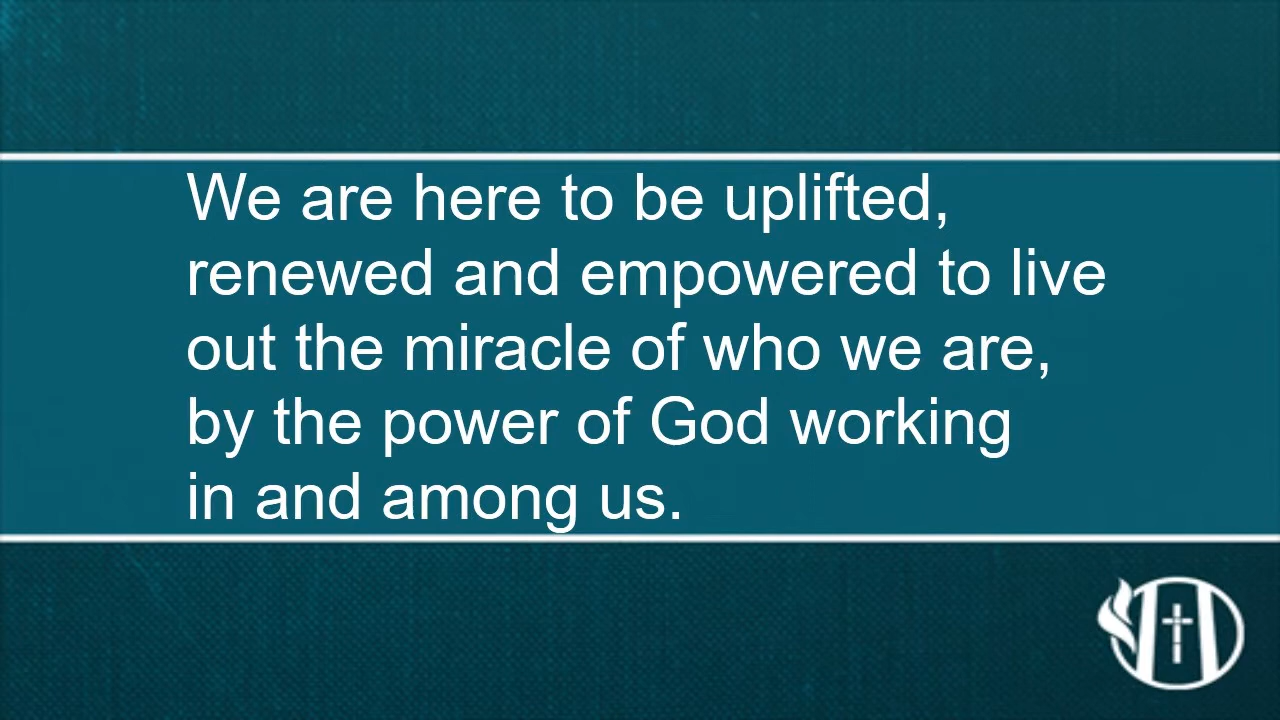 We are here to be uplifted,
renewed and empowered to live
out the miracle of who we are,
by the power of God working
in and among us.